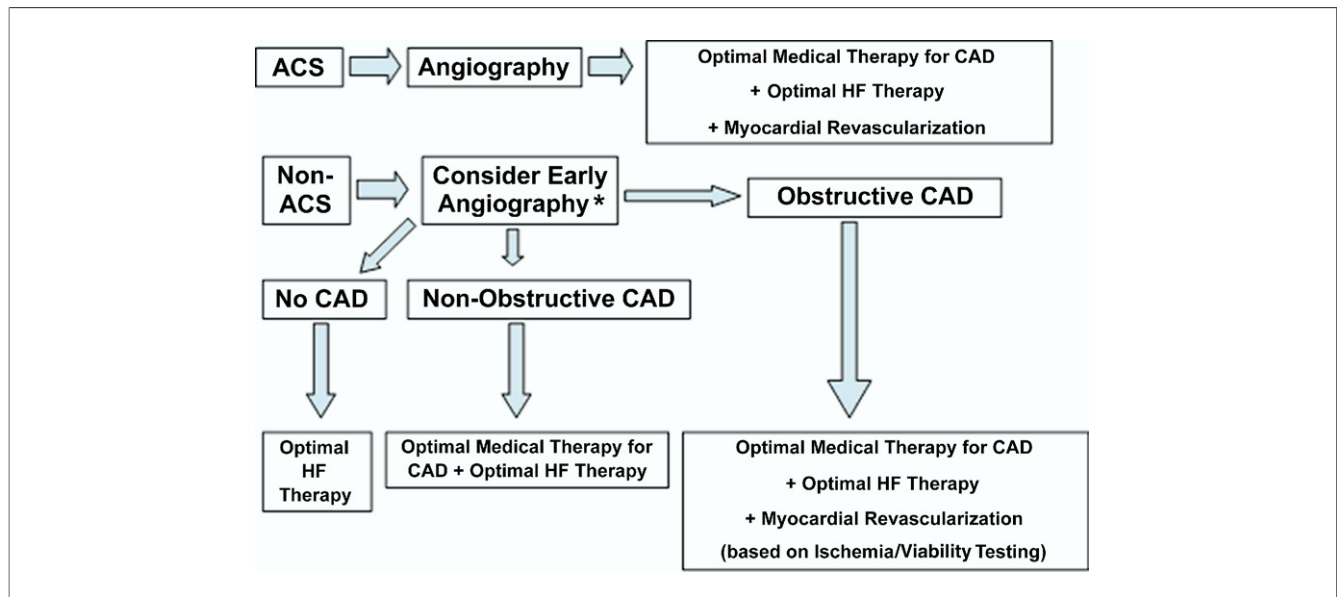 ACS
Angiography
Optimal Medical Therapy for CAD
+ Optimal HF Therapy
+ Myocardial Revascularization
Non-
ACS
Consider Early
Angiography *
Obstructive CAD
No CAD
Non-Obstructive CAD
Optimal
HF
Therapy
Optimal Medical Therapy for
CAD + Optimal HF Therapy
Optimal Medical Therapy for CAD
+ Optimal HF Therapy
+ Myocardial Revascularization
(based on Ischemia/Viability Testing)